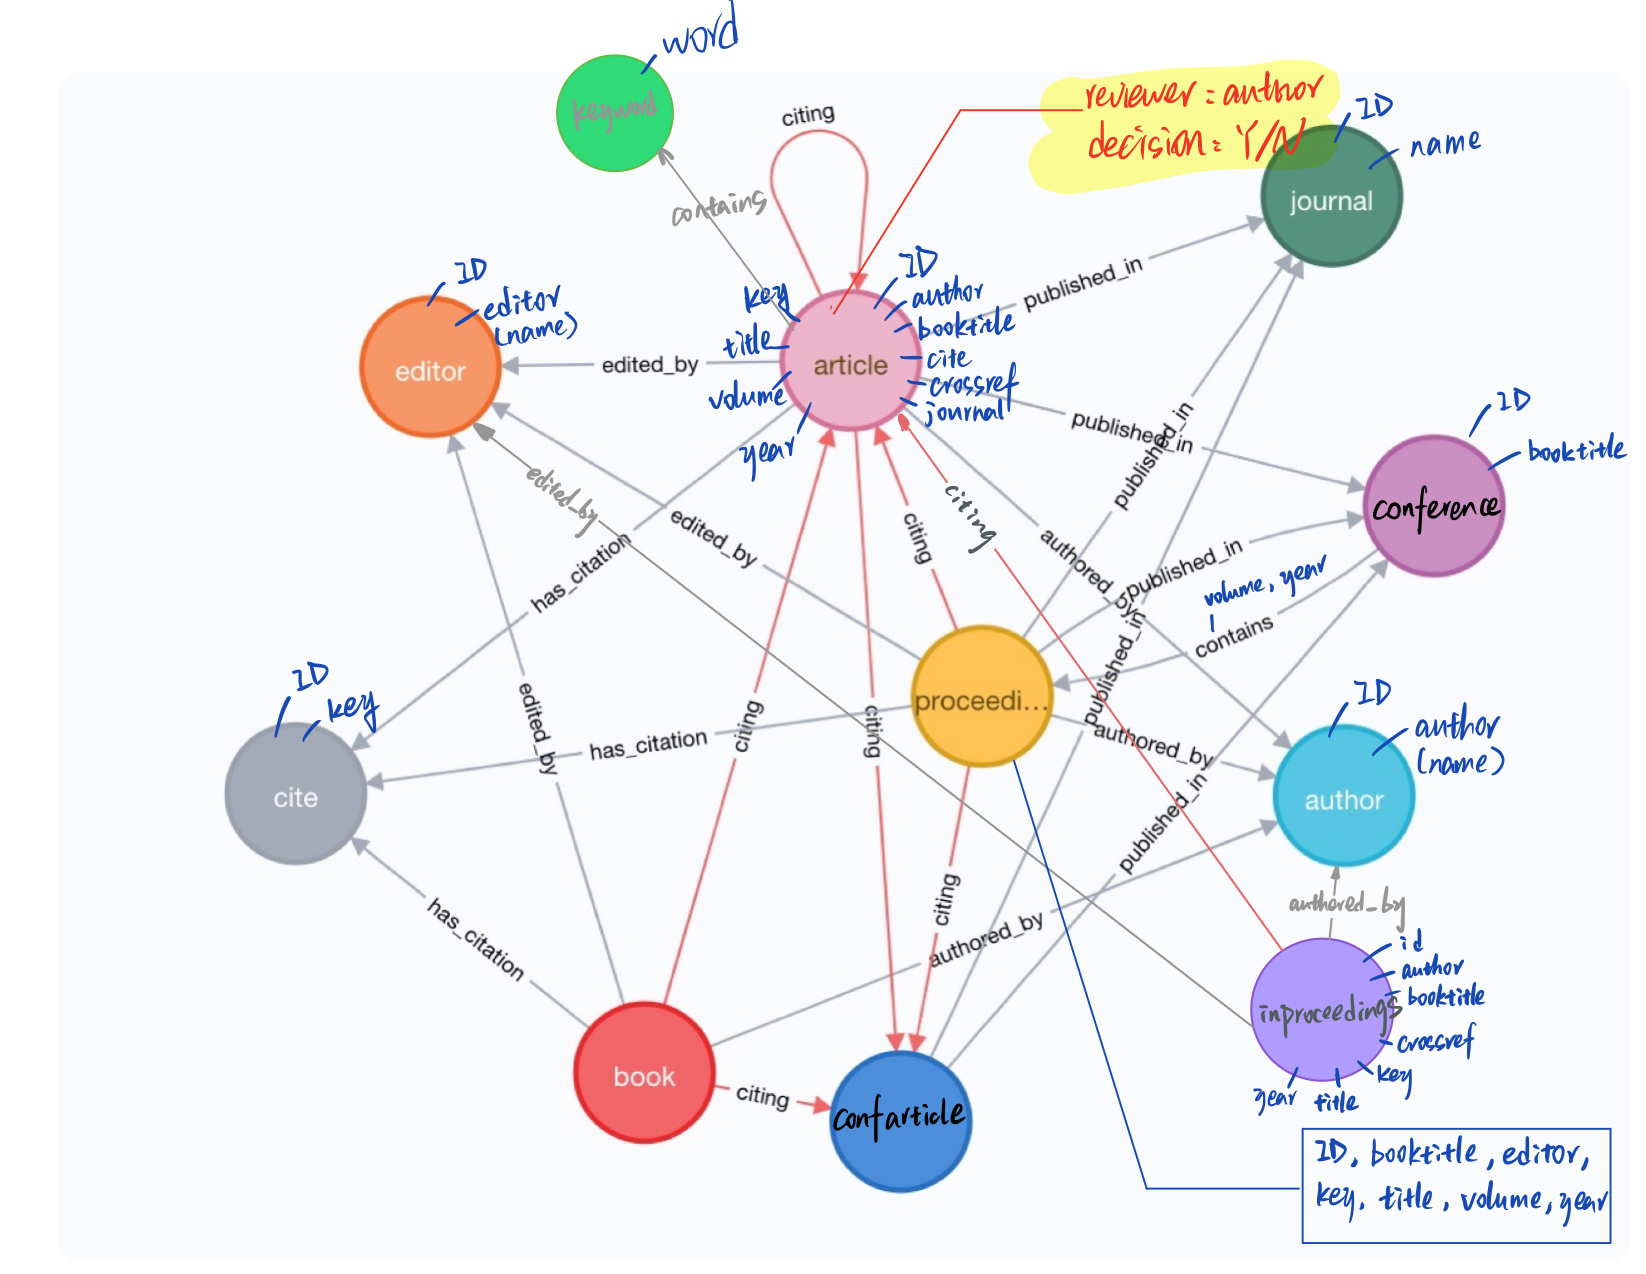 word
keyword
citing
reviewer = author
decision = Y/N
ID
name
journal
contains
published_in
ID
editor
(name)
editor
edited_by
key
title
volume
year
article
ID
author
booktitle
cite
crossref
journal
published_in
published_in
ID
booktitle
conference
edited_by
edited_by
has_citation
citing
citing
authored_by
published_in
volume, year
contains
ID
key
cite
has_citation
edited_by
citing
citing
proceedi...
published_in
authored_by
ID
author
(name)
author
published_in
has_citation
citing
authored_by
authored_by
inproceedings
id
author
booktitle
crossref
key
title
year
book
citing
confarticle
ID, booktitle, editor,
key, title, volume, year